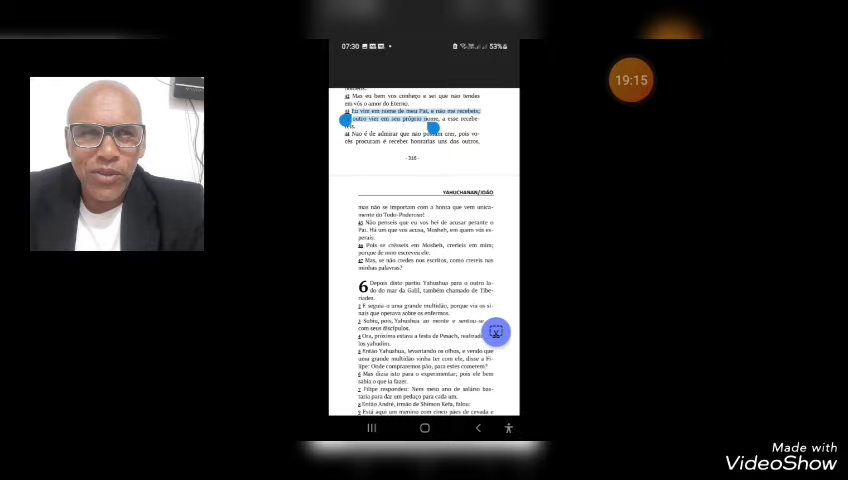 07:30
53%
19:15
42 Mas eu bem vos conheço e sei que não tendes
em vós o amor do Eterno.
43 Eu vim em nome de meu Pai, e não me recebeis;
outro vier em seu próprio nome, a esse recebe-
reis.
44 Não é de admirar que não possam crer, pois vo-
cês procuram é receber honrarias uns dos outros,
- 316 -
YAHUCHANAN/JOÃO
mas não se importam com a honra que vem unica-
mente do Todo-Poderoso!
45 Não penseis que eu vos hei de acusar perante o
Pai. Há um que vos acusa, Mosheh, em quem vós es-
perais.
46 Pois se crêsseis em Mosheh, creríeis em mim;
porque de mim escreveu ele.
47 Mas, se não credes nos escritos, como crereis nas
minhas palavras?
6 Depois disto partiu Yahushua para o outro la-
do do mar da Galil, também chamado de Tibe-
ríades.
2 E seguia-o uma grande multidão, porque via os si-
nais que operava sobre os enfermos.
3 Subiu, pois, Yahushua ao monte e sentou-se
com seus discípulos.
4 Ora, próxima estava a festa de Pesach,
los yahudim.
5 Então Yahushua, levantando os olhos, e vendo que
uma grande multidão vinha ter com ele, disse a Fi-
lipe: Onde compraremos pão, para estes comerem?
6 Mas dizia isto para o experimentar; pois ele bem
sabia o que ia fazer.
7 Filipe respondeu: Nem meio ano de salário bas-
taria para dar um pedaço para cada um.
8 Então André, irmão de Shimon Kefa, falou:
9 Está aqui um menino com cinco pães de cevada e
Made with
VideoShow